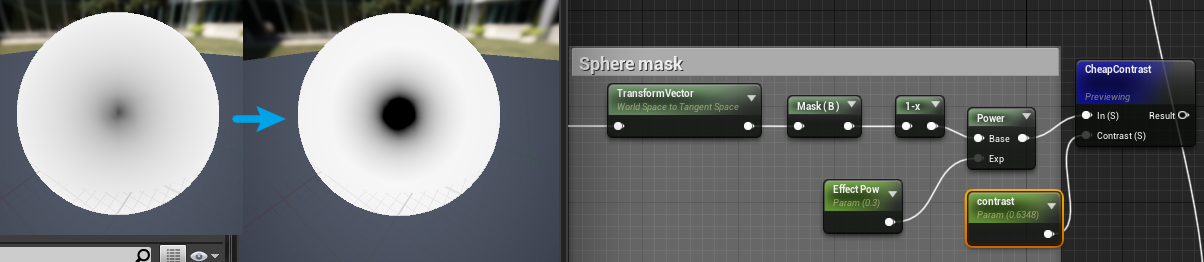 Sphere mask
TransformVector
World Space to Tangent Space
Mask ( B )
1-x
Power
Base
Exp
Effect Pow
Param (0.3)
contrast
Param (0.6348)
CheapContrast
Previewing
In (S)
Result
Contrast (S)